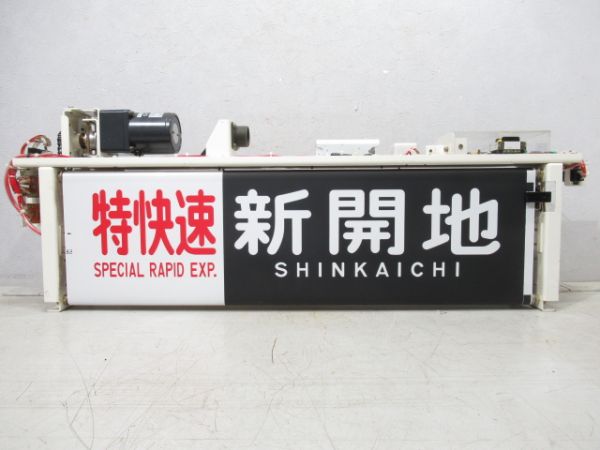 特快速 新開地
SPECIAL RAPID EXP. SHINKAICHI